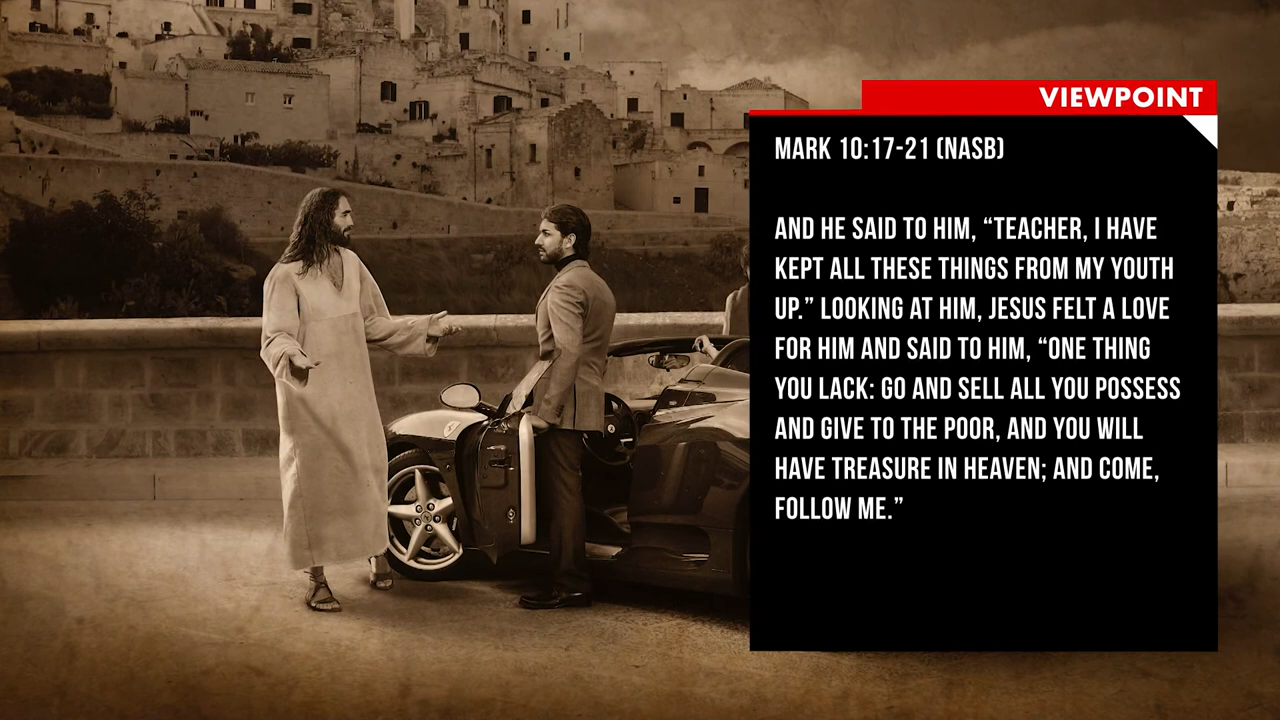 VIEWPOINT
MARK 10:17-21 (NASB)
AND HE SAID TO HIM, “TEACHER, I HAVE
KEPT ALL THESE THINGS FROM MY YOUTH
UP.” LOOKING AT HIM, JESUS FELT A LOVE
FOR HIM AND SAID TO HIM, “ONE THING
YOU LACK: GO AND SELL ALL YOU POSSESS
AND GIVE TO THE POOR, AND YOU WILL
HAVE TREASURE IN HEAVEN; AND COME,
FOLLOW ME.”